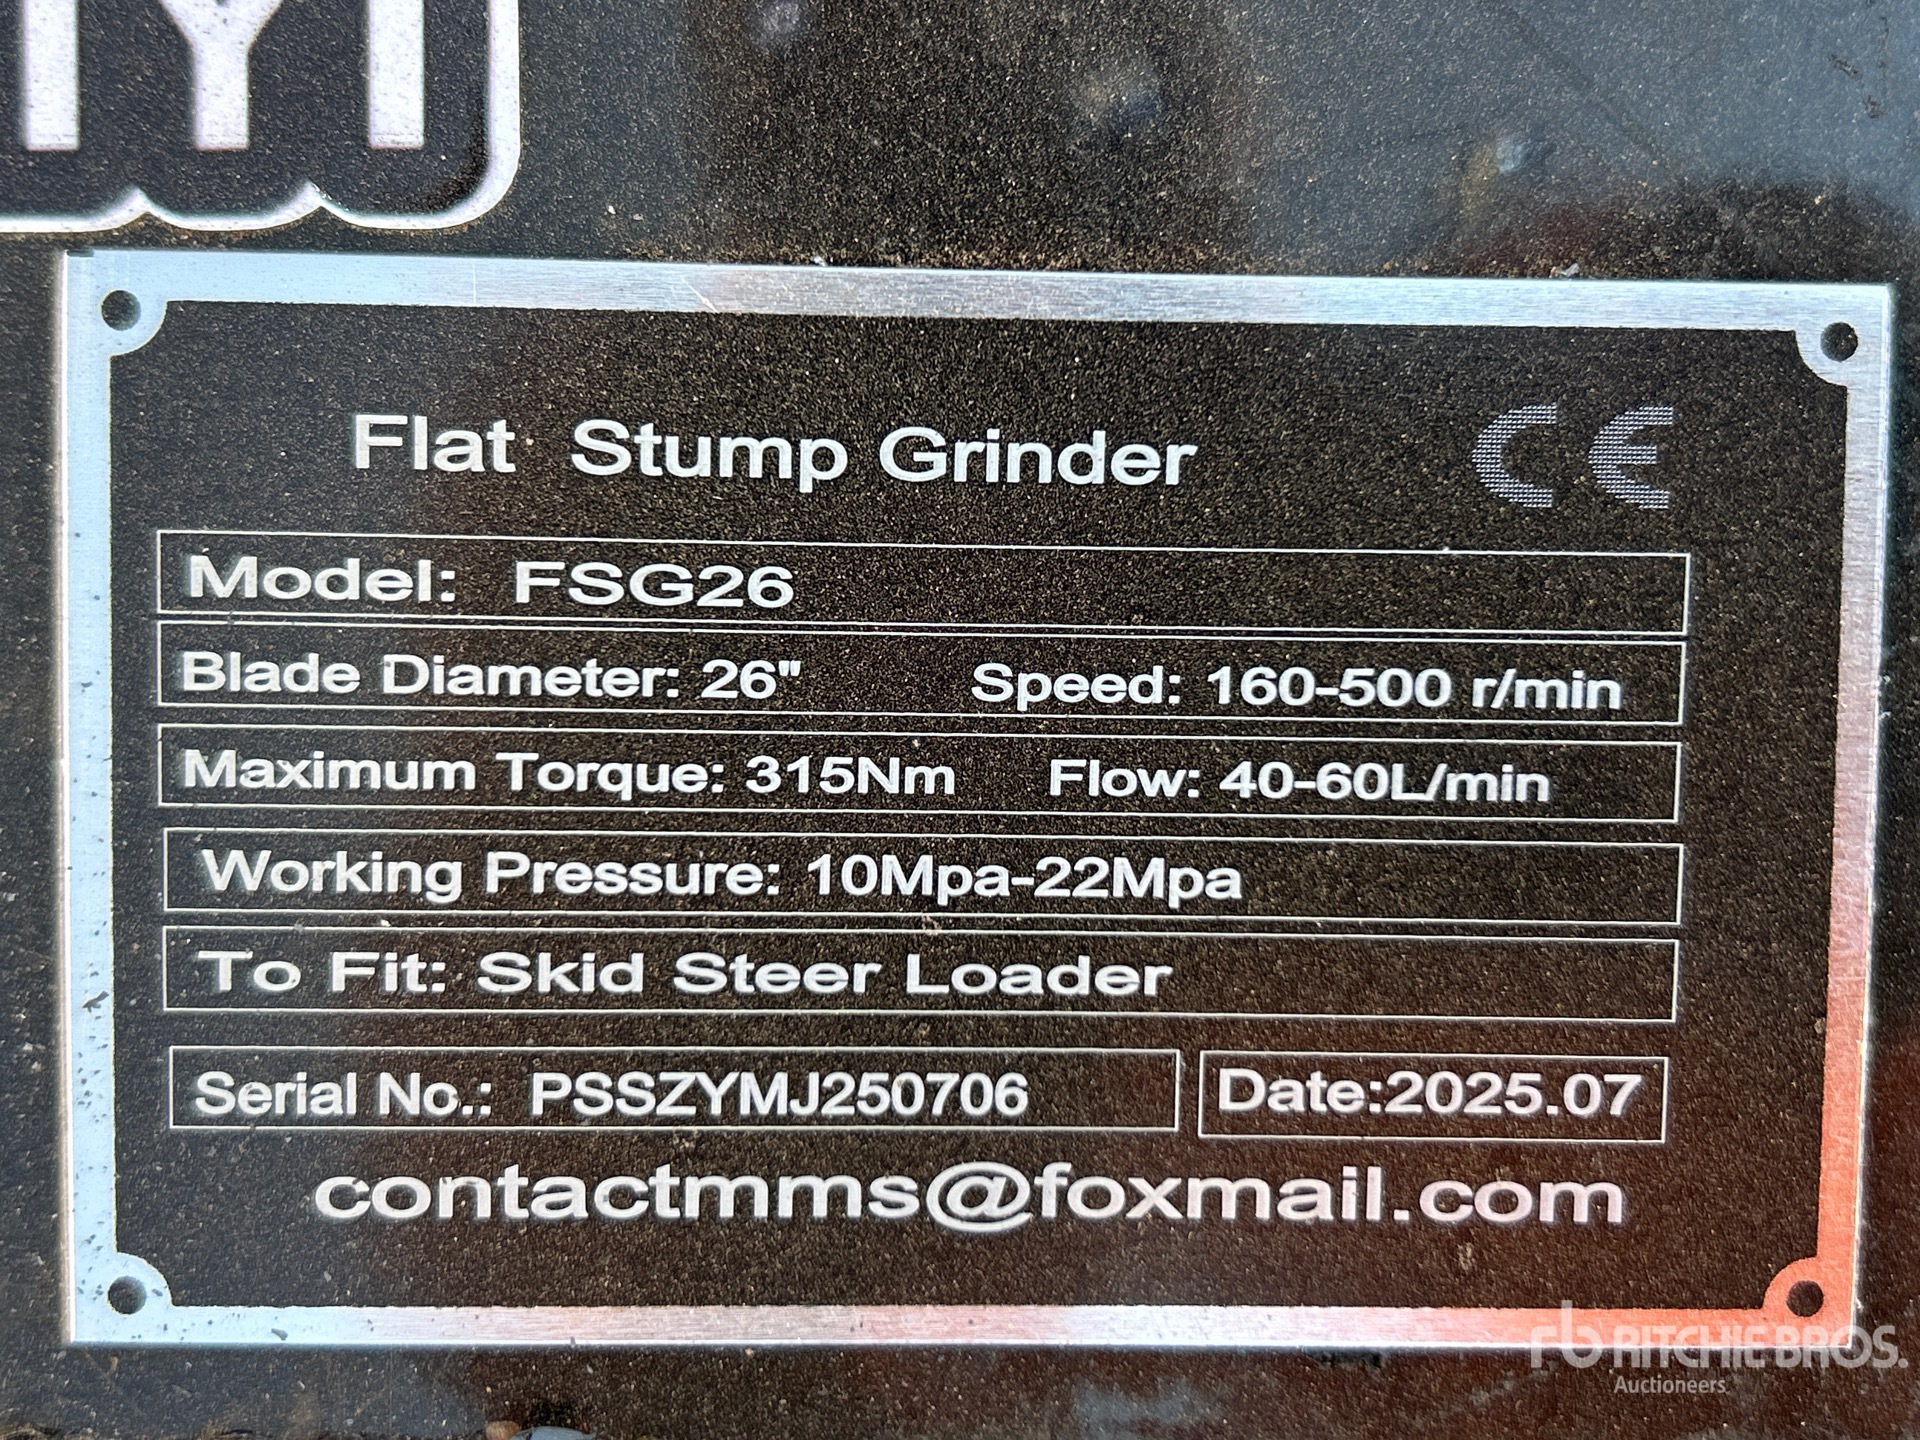 Flat Stump Grinder CE
Model: FSG26
Blade Diameter: 26" Speed: 160-500 r/min
Maximum Torque: 315Nm Flow: 40-60L/min
Working Pressure: 10Mpa-22Mpa
To Fit: Skid Steer Loader
Serial No.: PSSZYMJ250706 Date:2025.07
contactmms@foxmail.com
rb RITCHIE BROS.
Auctioneers